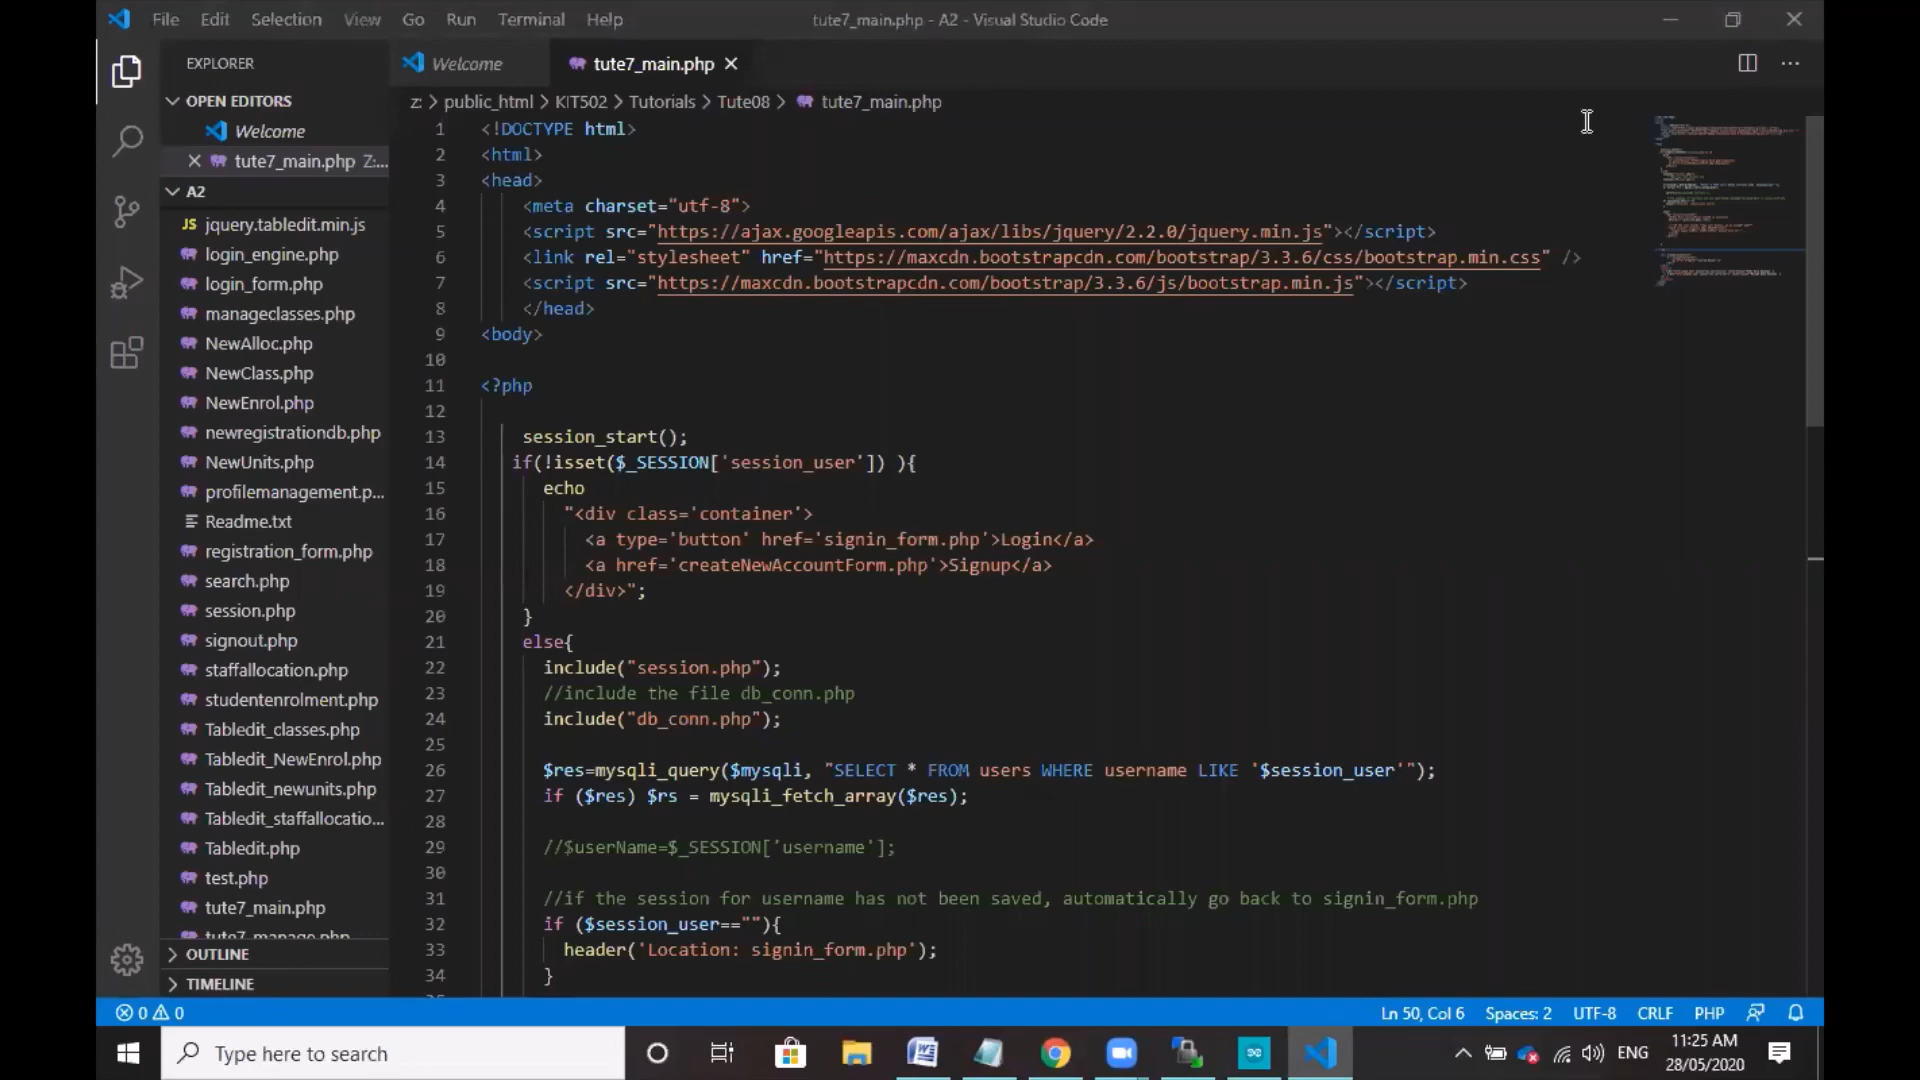 File Edit Selection View Go Run Terminal Help
tute7_main.php - A2 - Visual Studio Code
EXPLORER
OPEN EDITORS
Welcome
tute7_main.php Z:...
A2
jquery.tabledit.min.js
login_engine.php
login_form.php
manageclasses.php
NewAlloc.php
NewClass.php
NewEnrol.php
newregistrationdb.php
NewUnits.php
profilemanagement.p...
Readme.txt
registration_form.php
search.php
session.php
signout.php
staffallocation.php
studentenrolment.php
Tabledit_classes.php
Tabledit_NewEnrol.php
Tabledit_newunits.php
Tabledit_staffallocatio...
Tabledit.php
test.php
tute7_main.php
tute7_manage.php
OUTLINE
TIMELINE
Welcome
tute7_main.php
z: > public_html > KIT502 > Tutorials > Tute08 > tute7_main.php
1 <!DOCTYPE html>
2 <html>
3 <head>
4 <meta charset="utf-8">
5 <script src="https://ajax.googleapis.com/ajax/libs/jquery/2.2.0/jquery.min.js"></script>
6 <link rel="stylesheet" href="https://maxcdn.bootstrapcdn.com/bootstrap/3.3.6/css/bootstrap.min.css" />
7 <script src="https://maxcdn.bootstrapcdn.com/bootstrap/3.3.6/js/bootstrap.min.js"></script>
8 </head>
9 <body>
10
11 <?php
12
13 session_start();
14 if(!isset($_SESSION['session_user']) ){
15 echo
16 "<div class='container'>
17 <a type='button' href='signin_form.php'>Login</a>
18 <a href='createNewAccountForm.php'>Signup</a>
19 </div>";
20 }
21 else{
22 include("session.php");
23 //include the file db_conn.php
24 include("db_conn.php");
25
26 $res=mysqli_query($mysqli, "SELECT * FROM users WHERE username LIKE '$session_user'");
27 if ($res) $rs = mysqli_fetch_array($res);
28
29 //$userName=$_SESSION['username'];
30
31 //if the session for username has not been saved, automatically go back to signin_form.php
32 if ($session_user==""){
33 header('Location: signin_form.php');
34 }
0 0
Ln 50, Col 6 Spaces: 2 UTF-8 CRLF PHP
Type here to search
ENG
11:25 AM
28/05/2020